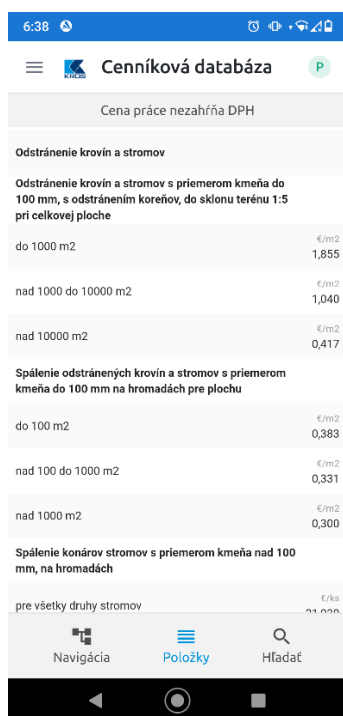 6:38
KROS
Cenníková databáza
P
Cena práce nezahŕňa DPH
Odstránenie krovín a stromov
Odstránenie krovín a stromov s priemerom kmeňa do
100 mm, s odstránením koreňov, do sklonu terénu 1:5
pri celkovej ploche
€/m2
do 1000 m2
1,855
€/m2
nad 1000 do 10000 m2
1,040
€/m2
nad 10000 m2
0,417
Spálenie odstránených krovín a stromov s priemerom
kmeňa do 100 mm na hromadách pre plochu
€/m2
do 100 m2
0,383
€/m2
nad 100 do 1000 m2
0,331
€/m2
nad 1000 m2
0,300
Spálenie konárov stromov s priemerom kmeňa nad 100
mm, na hromadách
€/ks
pre všetky druhy stromov
Navigácia Položky Hľadať